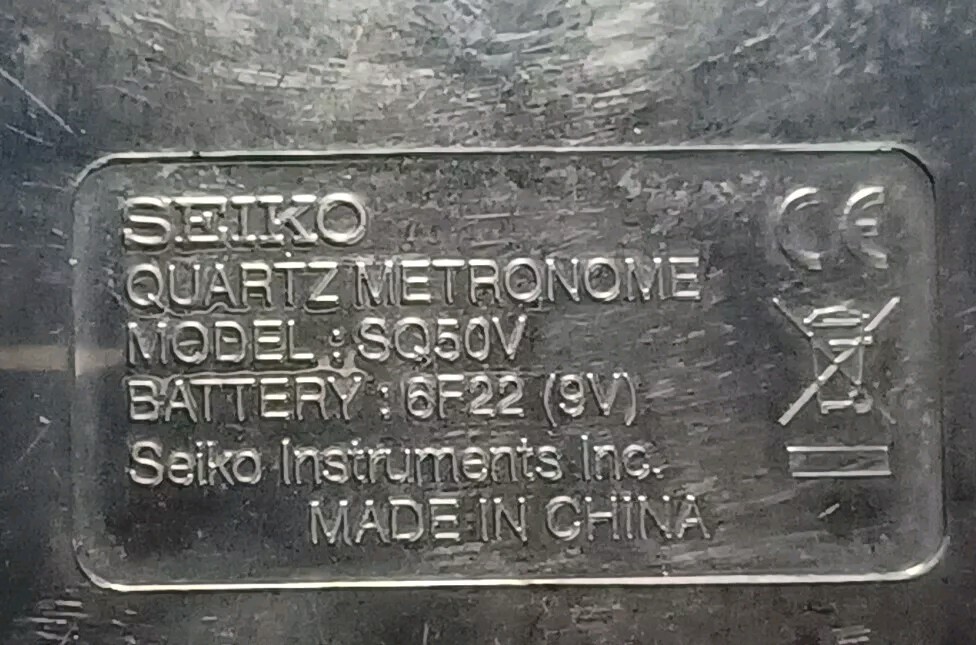 SEIKO
QUARTZ METRONOME
MODEL : SQ50V
BATTERY : 6F22 (9V)
Seiko Instruments Inc.
MADE IN CHINA
CE